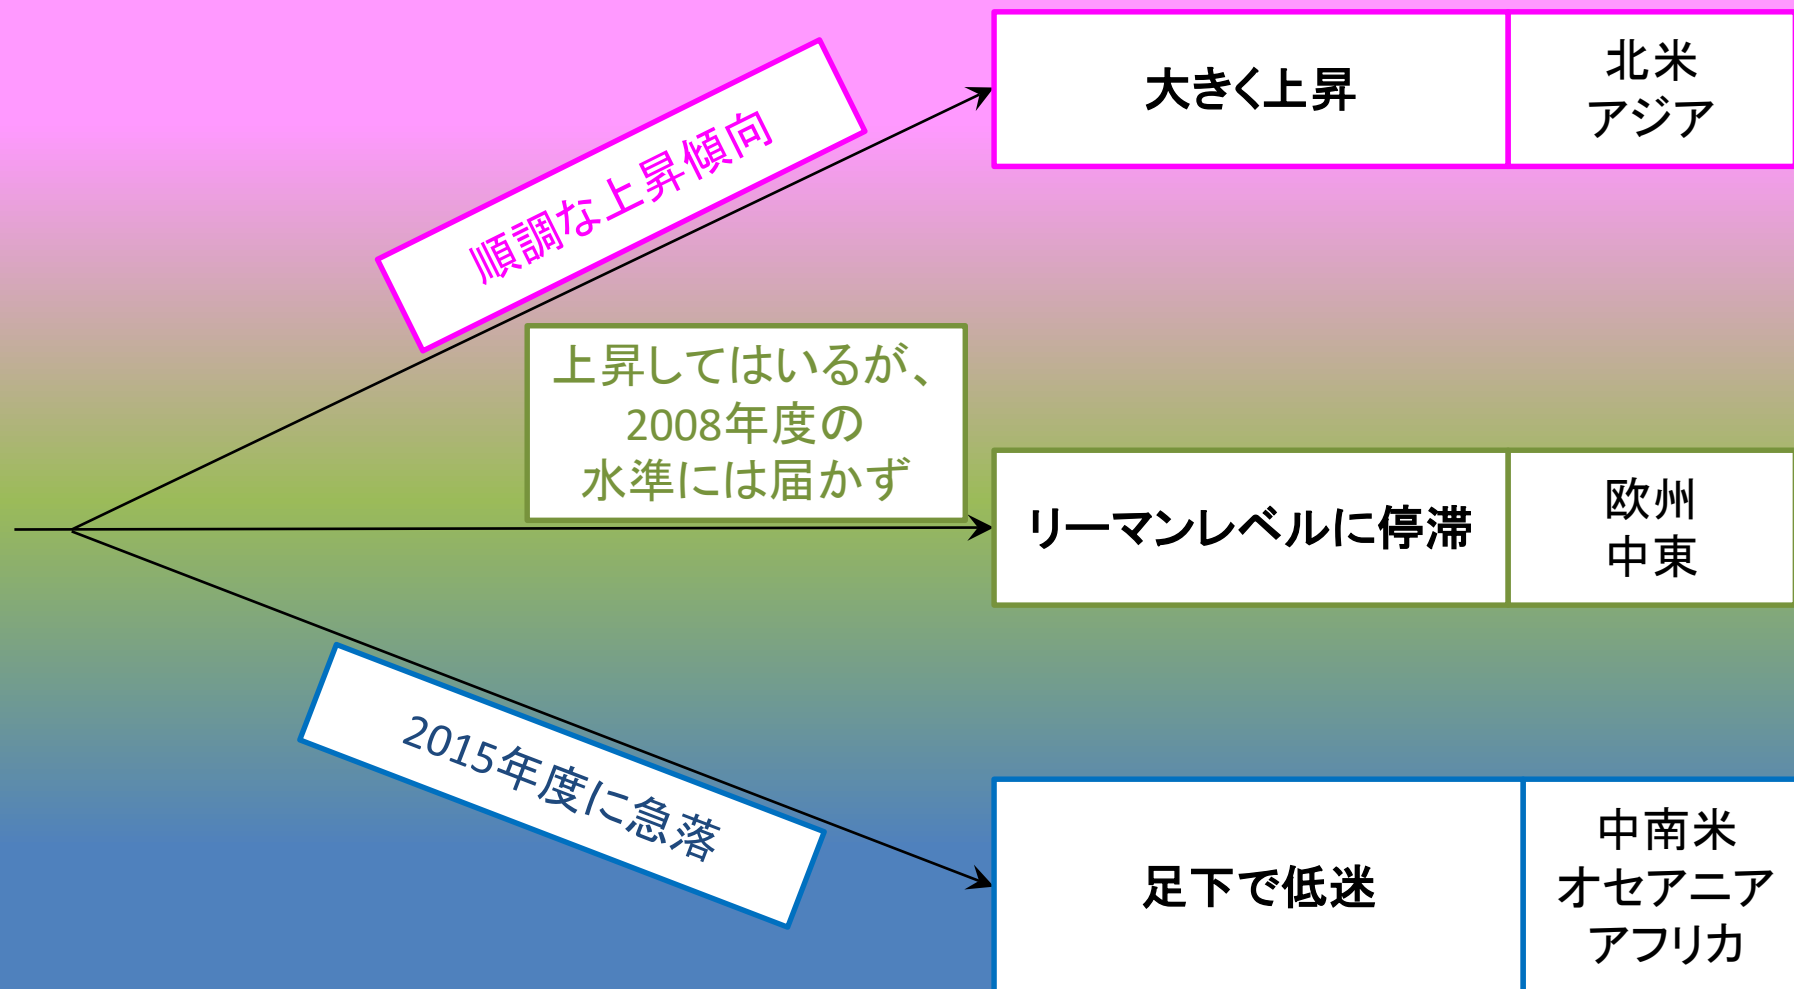 大きく上昇
北米
アジア
順調な上昇傾向
上昇してはいるが、
2008年度の
水準には届かず
リーマンレベルに停滞
欧州
中東
2015年度に急落
足下で低迷
中南米
オセアニア
アフリカ